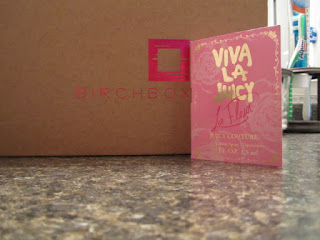 BIRCHBOX
VIVA
LA
JUICY
La Fleur
JUICY COUTURE